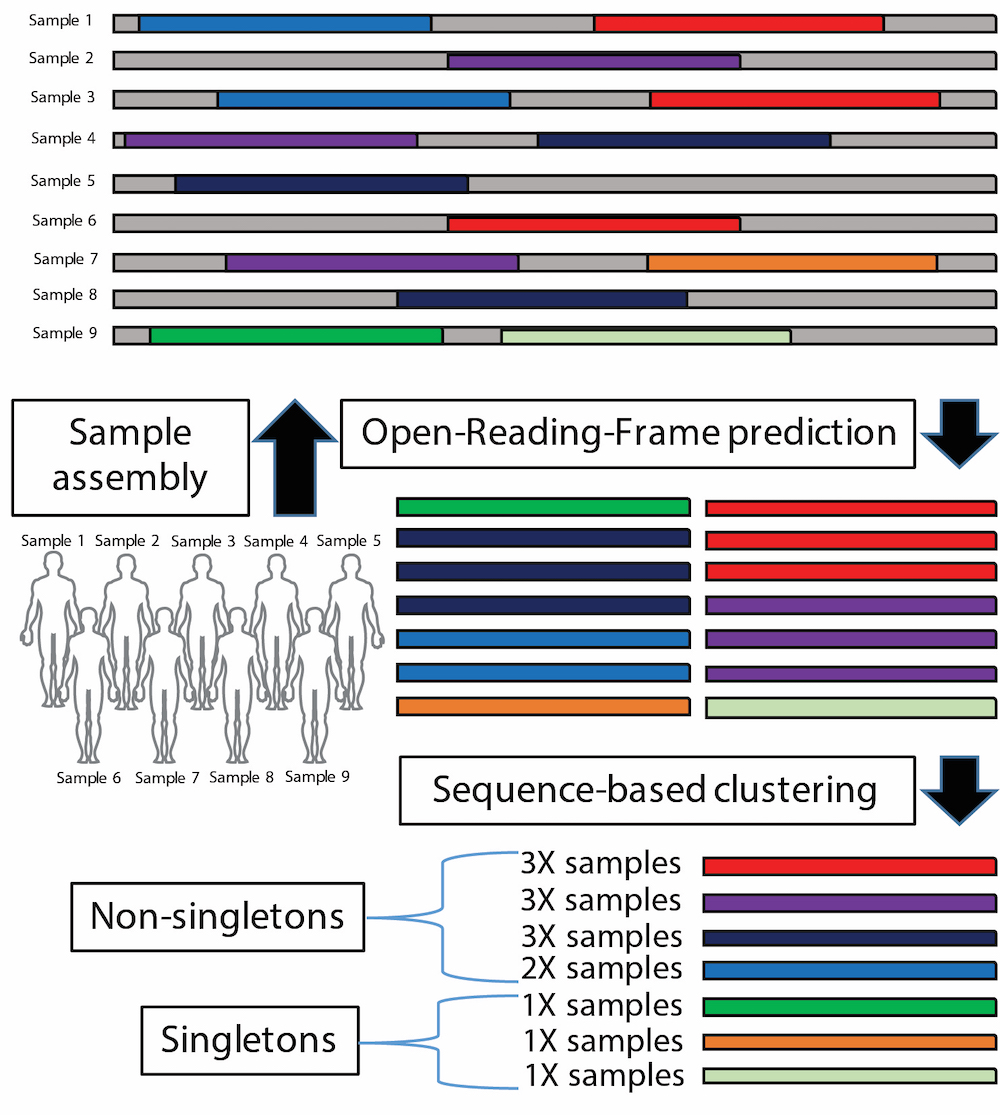 Sample 1
Sample 2
Sample 3
Sample 4
Sample 5
Sample 6
Sample 7
Sample 8
Sample 9
Sample
assembly
Open-Reading-Frame prediction
Sample 1 Sample 2 Sample 3 Sample 4 Sample 5
Sample 6 Sample 7 Sample 8 Sample 9
Sequence-based clustering
Non-singletons
3X samples
3X samples
3X samples
2X samples
Singletons
1X samples
1X samples
1X samples